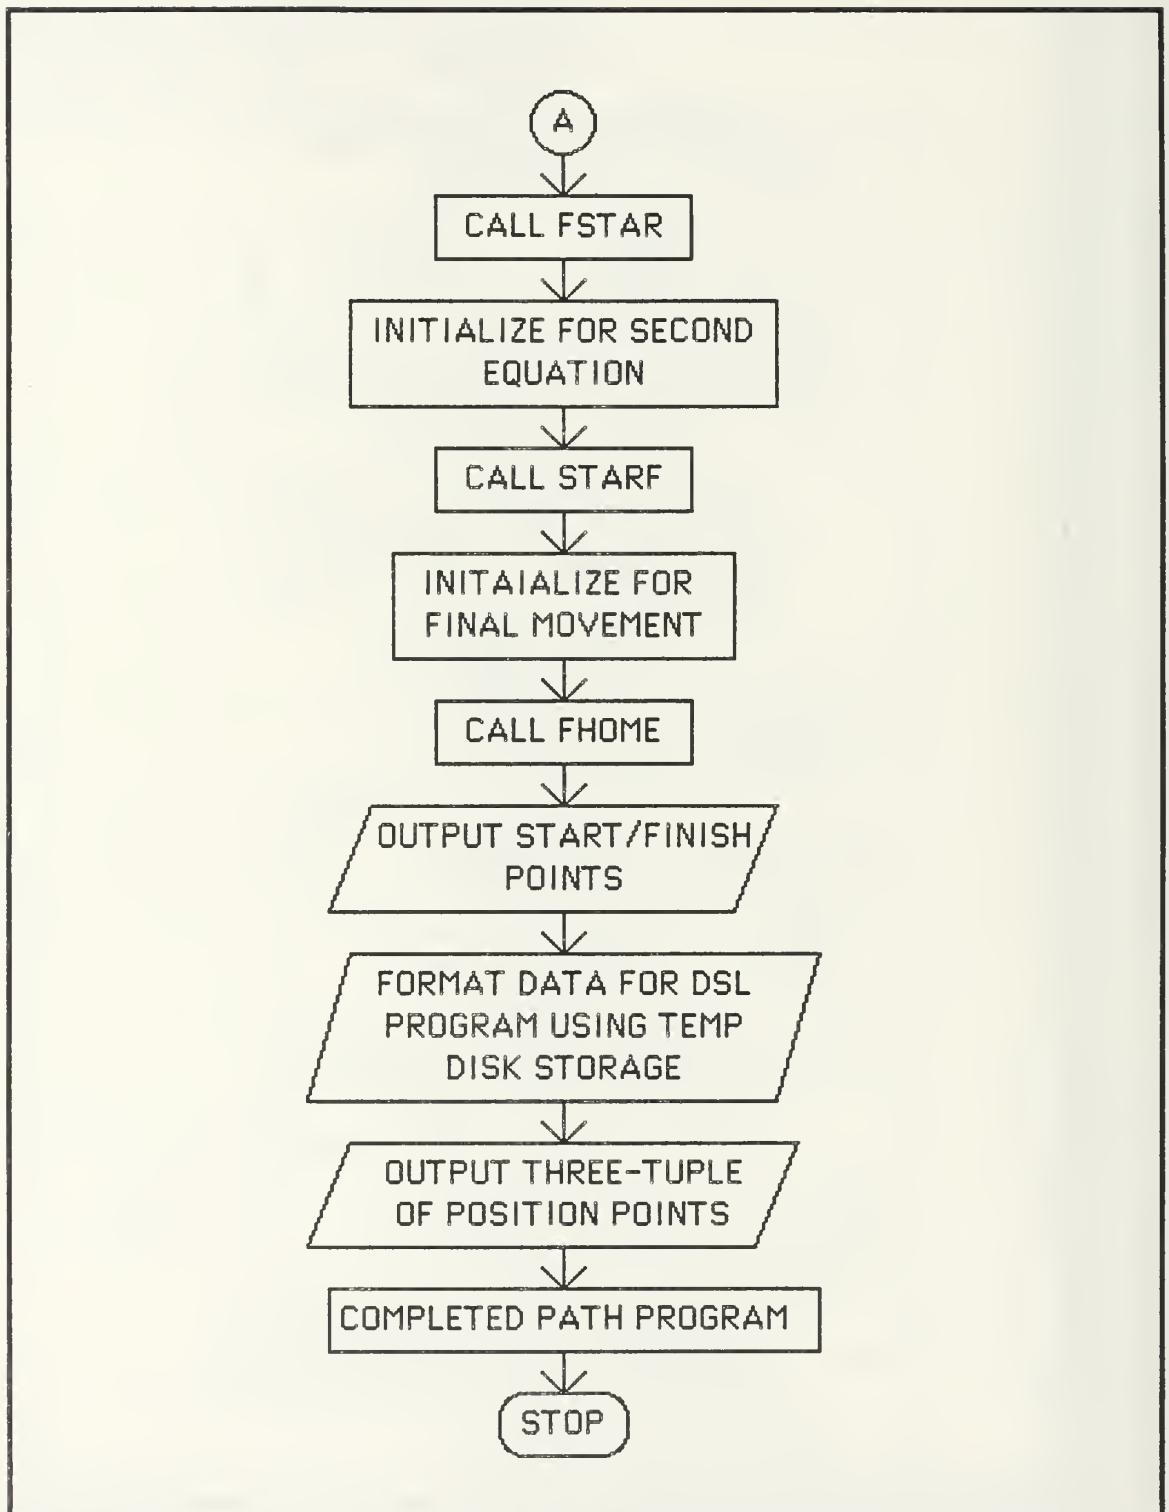 A
CALL FSTAR
INITIALIZE FOR SECOND
EQUATION
CALL STARF
INITAIALIZE FOR
FINAL MOVEMENT
CALL FHOME
OUTPUT START/FINISH
POINTS
FORMAT DATA FOR DSL
PROGRAM USING TEMP
DISK STORAGE
OUTPUT THREE-TUPLE
OF POSITION POINTS
COMPLETED PATH PROGRAM
STOP